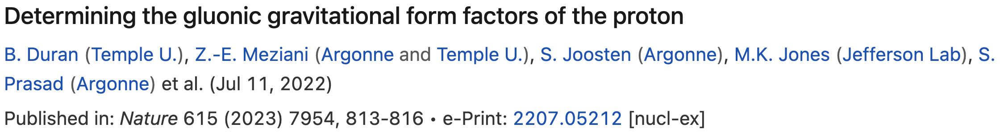 Determining the gluonic gravitational form factors of the proton
B. Duran (Temple U.), Z.-E. Meziani (Argonne and Temple U.), S. Joosten (Argonne), M.K. Jones (Jefferson Lab), S.
Prasad (Argonne) et al. (Jul 11, 2022)
Published in: Nature 615 (2023) 7954, 813-816 • e-Print: 2207.05212 [nucl-ex]